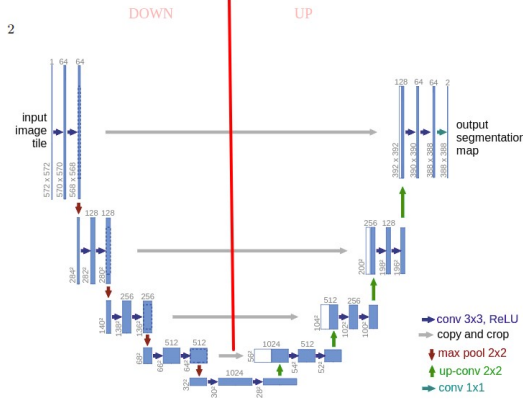 DOWN UP
2
1 64 64
128 64 64 2
input
image
tile
output
segmentation
map
572 x 572
570 x 570
568 x 568
392 x 392
390 x 390
388 x 388
388 x 388
128 128
256 128
284²
282²
280²
200²
198²
196²
256 256
512 256
140²
138²
136²
104²
102²
100²
512 512
1024 512
68²
66²
64²
56²
54²
52²
1024
32²
30²
28²
conv 3x3, ReLU
copy and crop
max pool 2x2
up-conv 2x2
conv 1x1